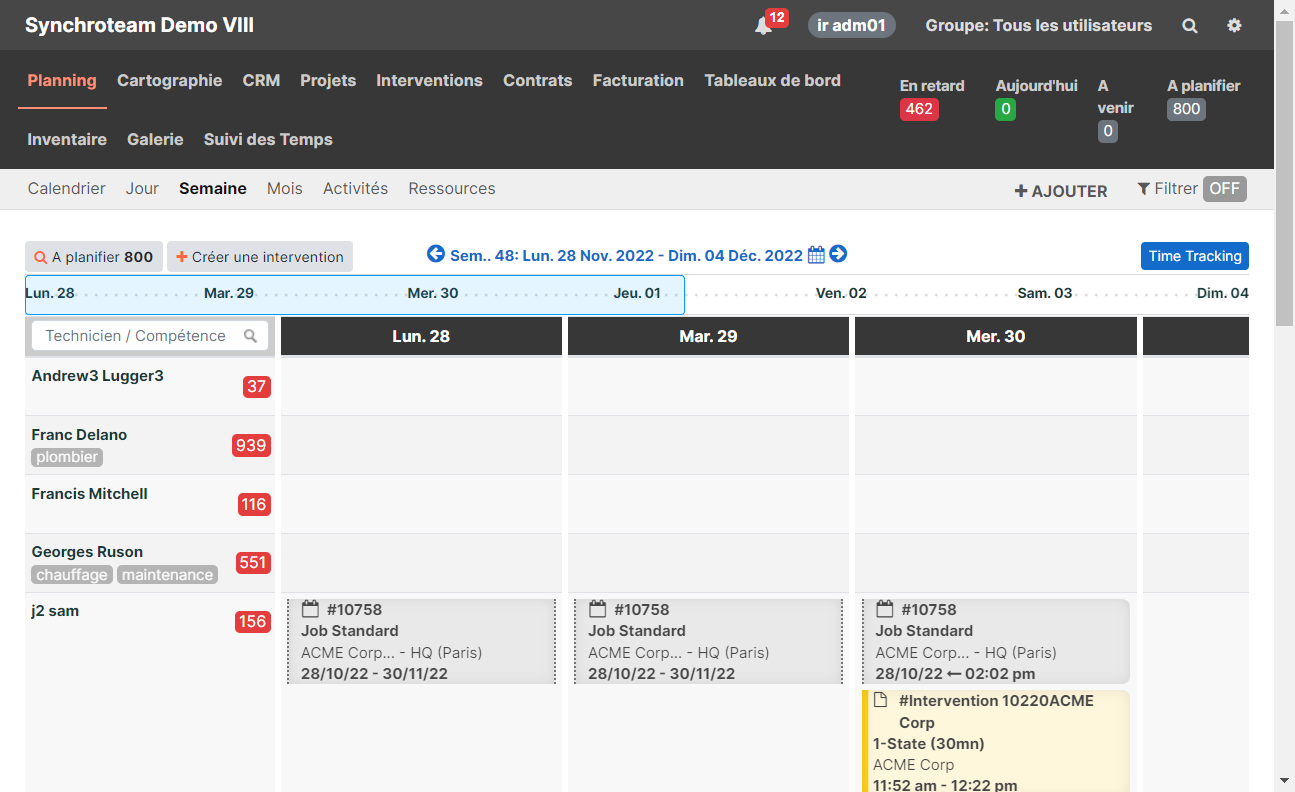 Synchroteam Demo VIII
12
ir adm01
Groupe: Tous les utilisateurs
Planning Cartographie CRM Projets Interventions Contrats Facturation Tableaux de bord
Inventaire Galerie Suivi des Temps
En retard
462
Aujourd'hui
0
A venir
0
A planifier
800
Calendrier Jour Semaine Mois Activités Ressources
+ AJOUTER
Filtrer OFF
A planifier 800
+ Créer une intervention
Sem.. 48: Lun. 28 Nov. 2022 - Dim. 04 Déc. 2022
Time Tracking
Lun. 28 Mar. 29 Mer. 30 Jeu. 01 Ven. 02 Sam. 03 Dim. 04
Technicien / Compétence
Lun. 28 Mar. 29 Mer. 30
Andrew3 Lugger3
37
Franc Delano
plombier
939
Francis Mitchell
116
Georges Ruson
chauffage maintenance
551
j2 sam
156
#10758
Job Standard
ACME Corp... - HQ (Paris)
28/10/22 - 30/11/22
#10758
Job Standard
ACME Corp... - HQ (Paris)
28/10/22 - 30/11/22
#10758
Job Standard
ACME Corp... - HQ (Paris)
28/10/22 ← 02:02 pm
#Intervention 10220ACME
Corp
1-State (30mn)
ACME Corp
11:52 am - 12:22 pm